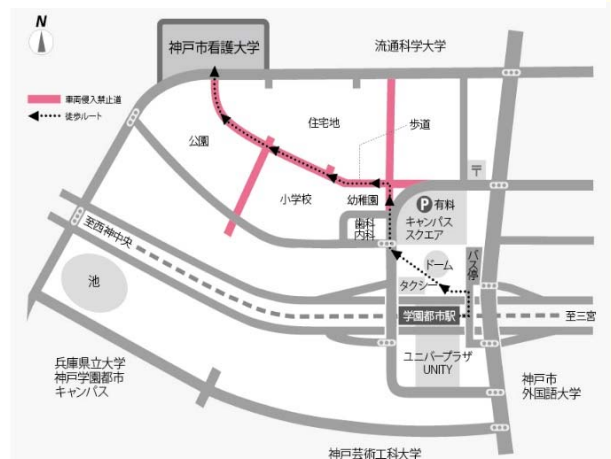 N
神戸市看護大学
流通科学大学
車両侵入禁止道
徒歩ルート
住宅地
歩道
公園
〒
小学校
幼稚園
P 有料
キャンパス
スクエア
歯科
内科
至西神中央
バス停
ドーム
タクシー
池
学園都市駅
至三宮
ユニバープラザ
UNITY
兵庫県立大学
神戸学園都市
キャンパス
神戸市
外国語大学
神戸芸術工科大学